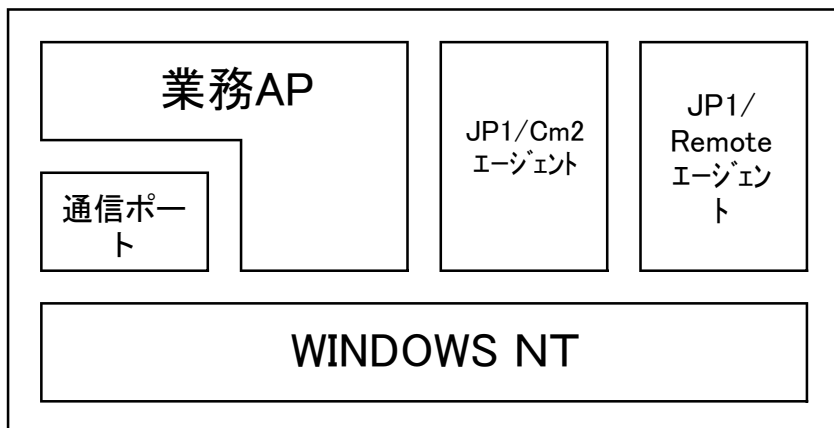 業務AP
JP1/Cm2
エージェント
JP1/
Remote
エージェン
ト
通信ポー
ト
WINDOWS NT